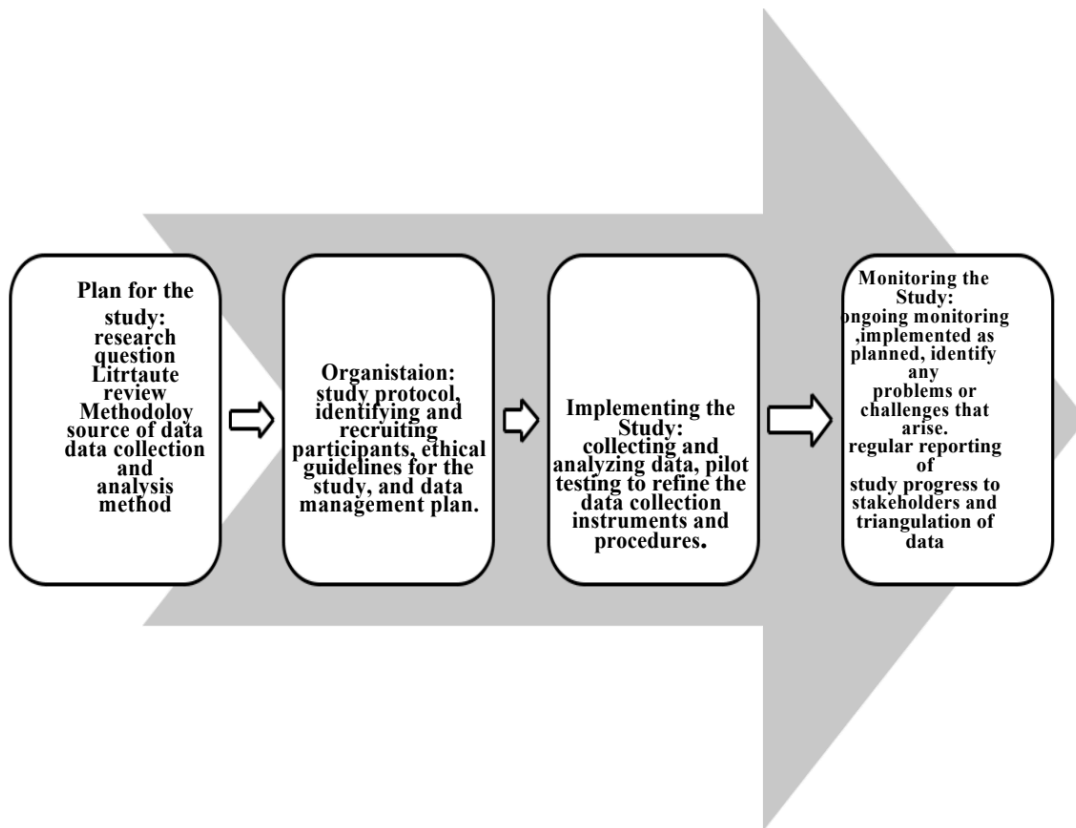 Plan for the
study:
research
question
Litrtaute
review
Methodoloy
source of data
data collection
and
analysis
method
Organistaion:
study protocol,
identifying and
recruiting
participants, ethical
guidelines for the
study, and data
management plan.
Implementing the
Study:
collecting and
analyzing data, pilot
testing to refine the
data collection
instruments and
procedures.
Monitoring the
Study:
ongoing monitoring
,implemented as
planned, identify
any
problems or
challenges that
arise.
regular reporting
of
study progress to
stakeholders and
triangulation of
data